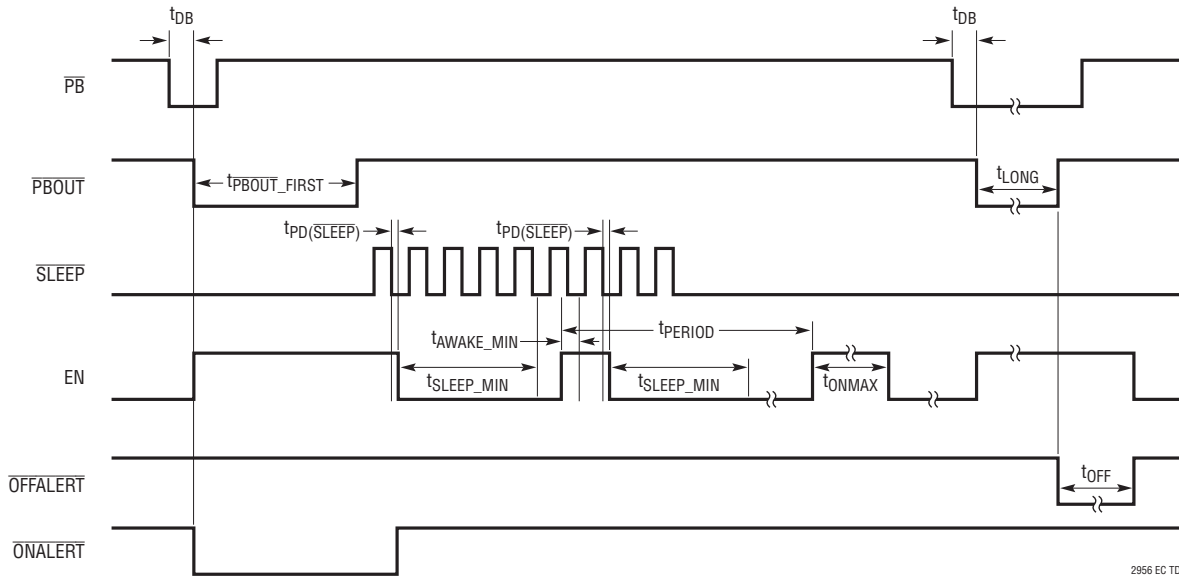 tDB
tDB
PB
PBOUT
tPBOUT_FIRST
tLONG
tPD(SLEEP)
tPD(SLEEP)
SLEEP
tAWAKE_MIN
tPERIOD
EN
tSLEEP_MIN
tSLEEP_MIN
tONMAX
OFFALERT
tOFF
ONALERT
2956 EC TD